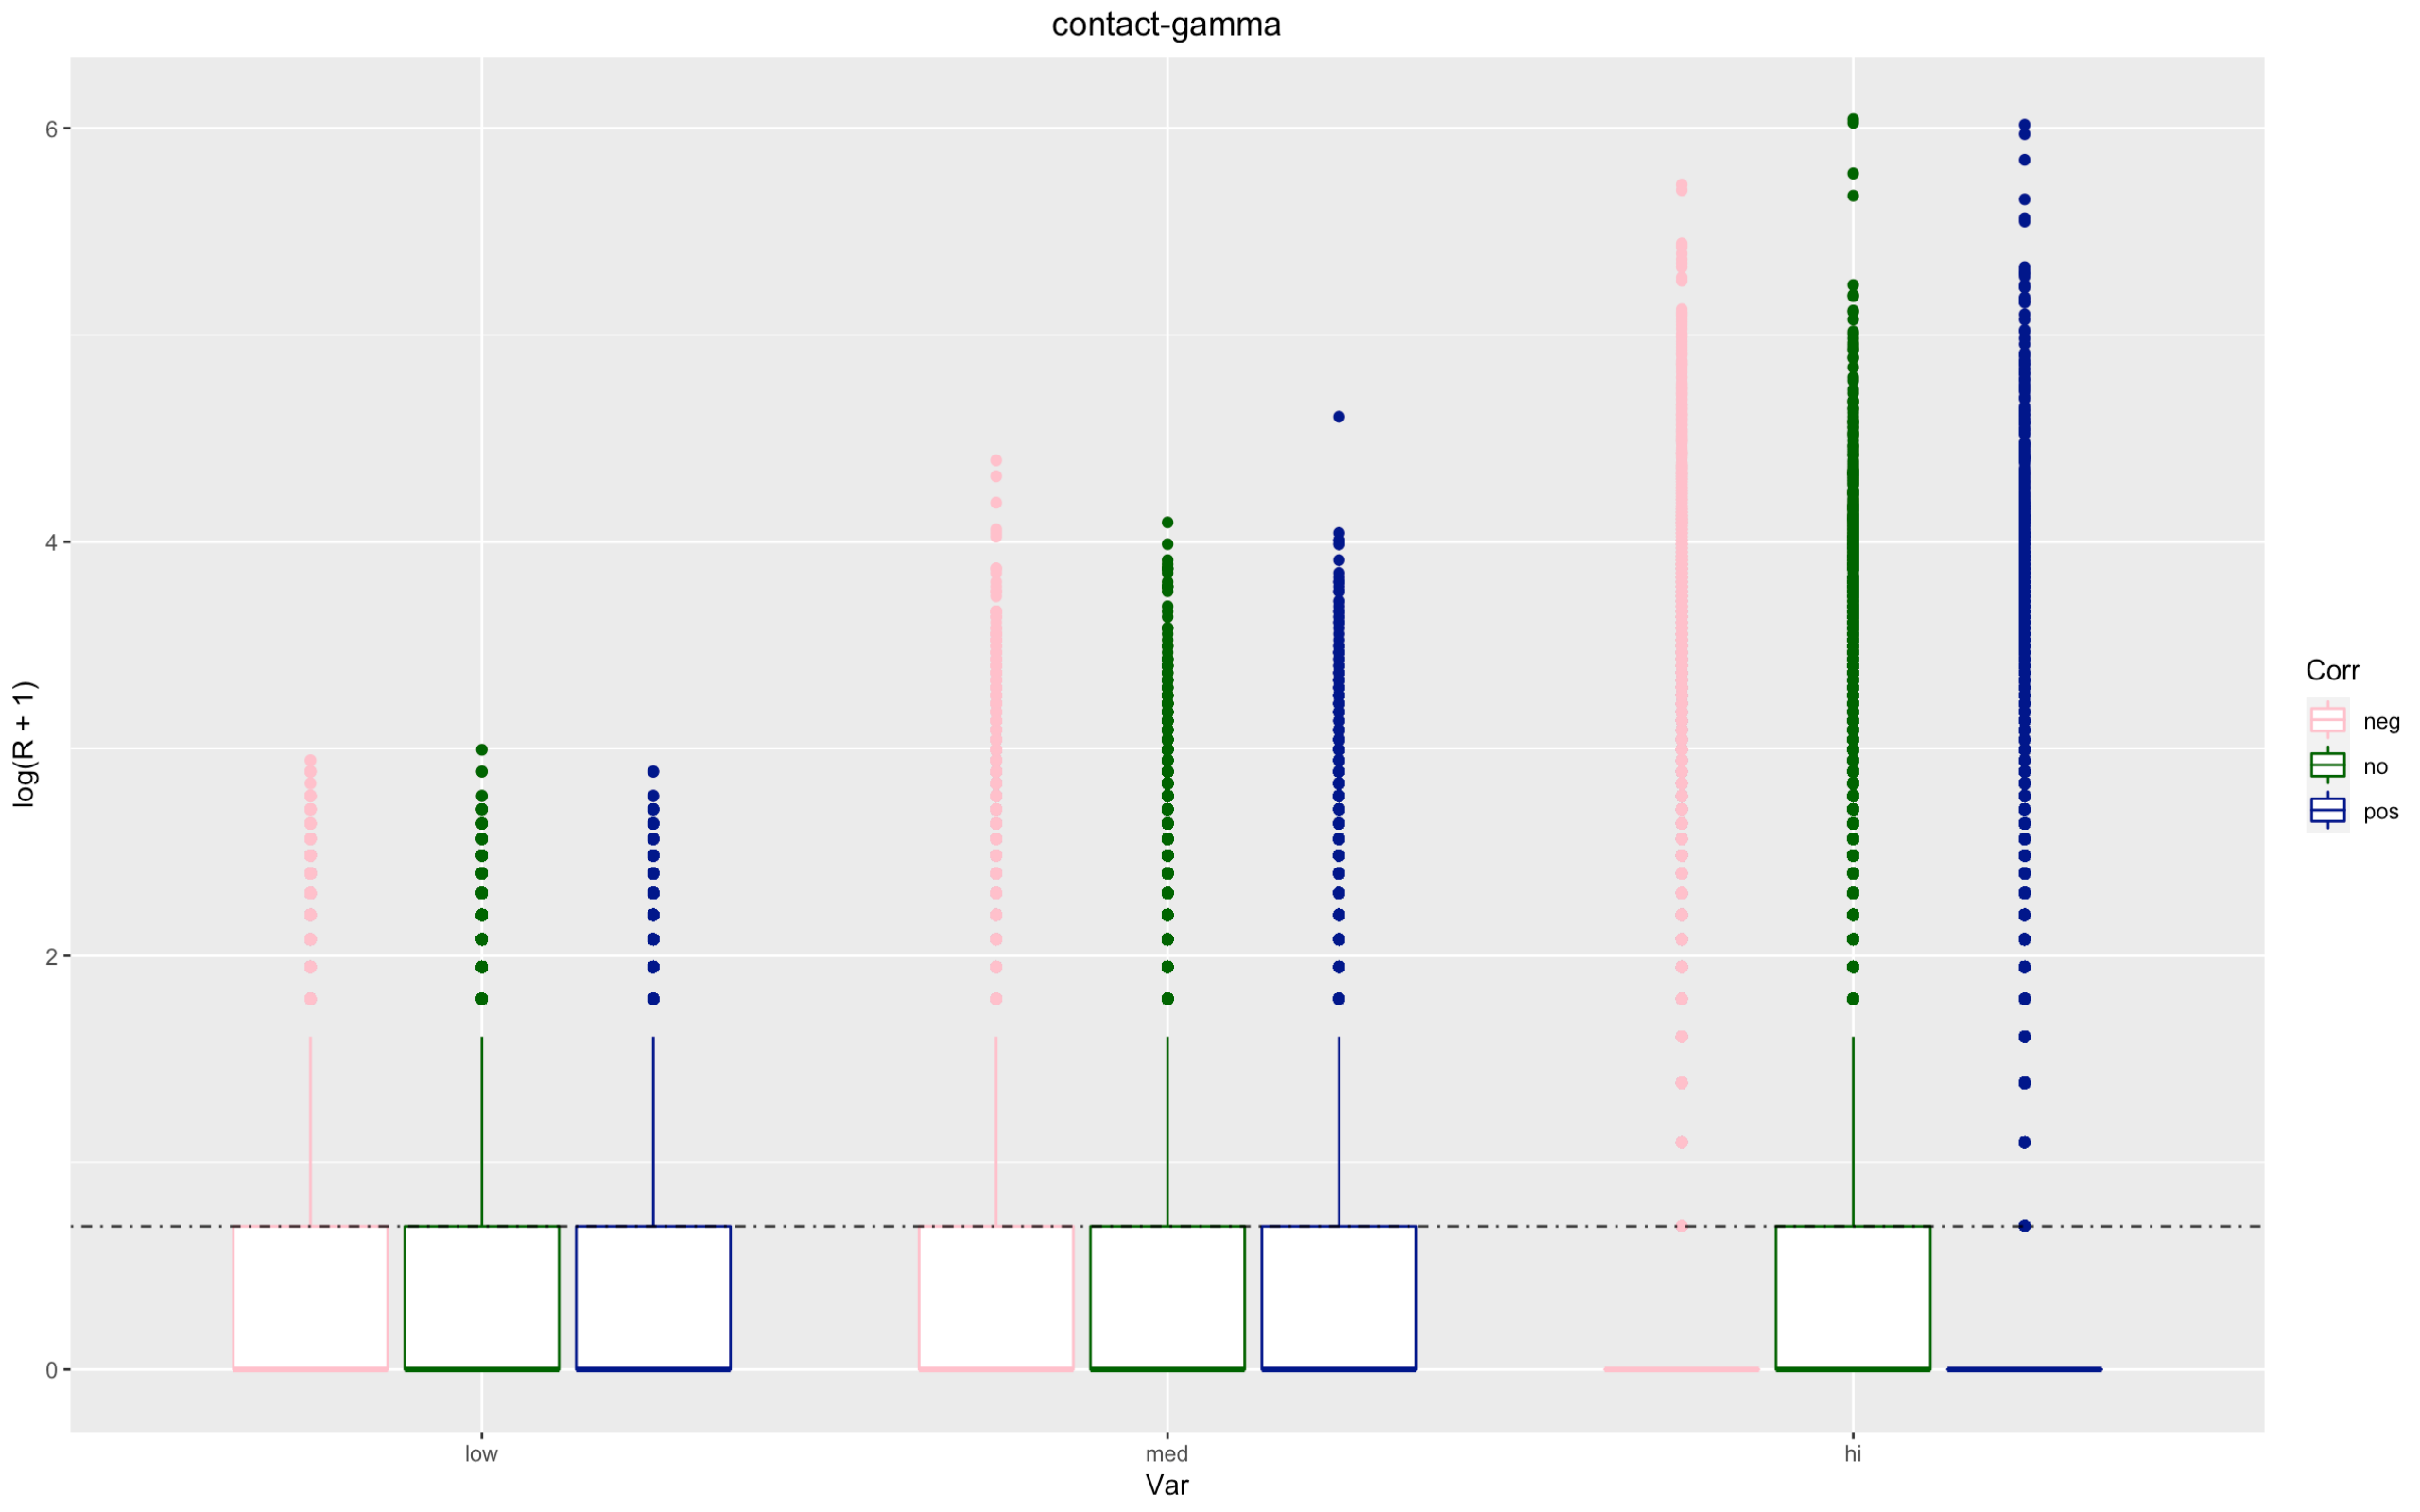 contact-gamma
6
4
2
0
log(R + 1)
low
med
hi
Var
Corr
neg
no
pos